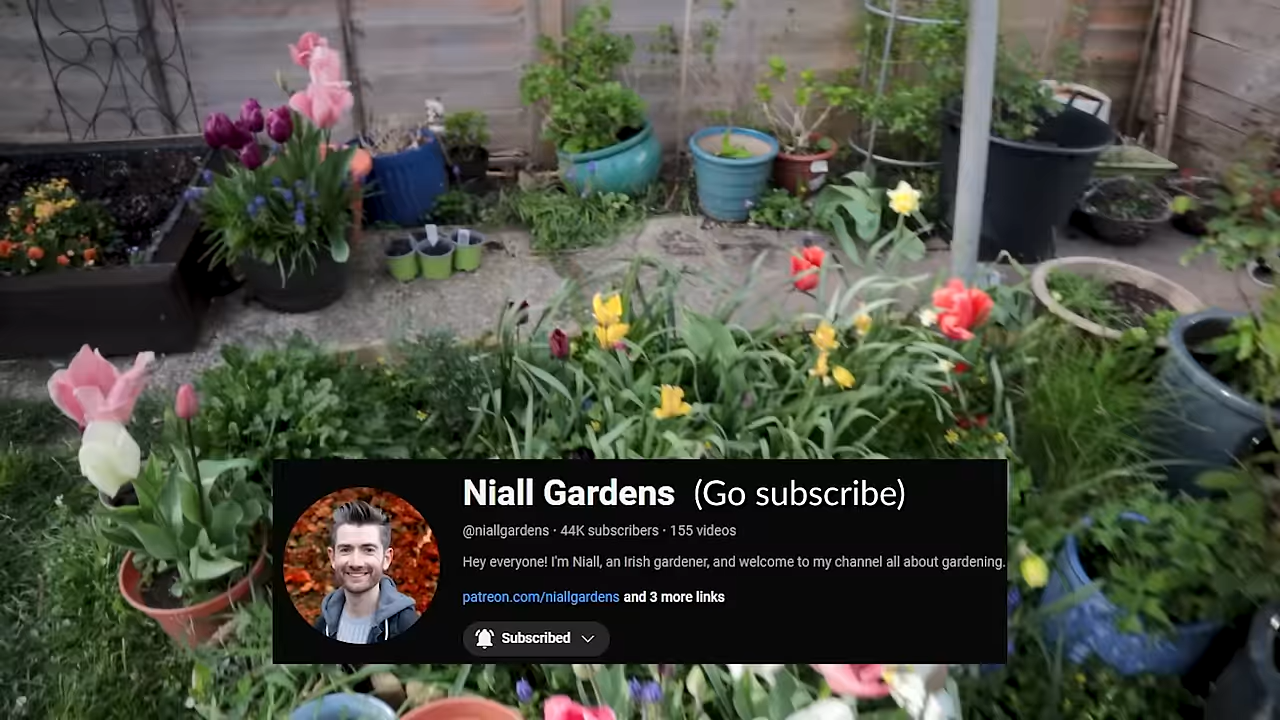 Niall Gardens (Go subscribe)
@niallgardens · 44K subscribers · 155 videos
Hey everyone! I'm Niall, an Irish gardener, and welcome to my channel all about gardening.
patreon.com/niallgardens and 3 more links
Subscribed